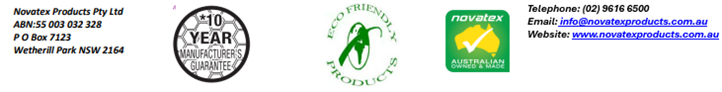 Novatex Products Pty Ltd
ABN:55 003 032 328
P O Box 7123
Wetherill Park NSW 2164
*10
YEAR
MANUFACTURER'S
GUARANTEE
ECO FRIENDLY
PRODUCTS
novatex
AUSTRALIAN
OWNED & MADE
Telephone: (02) 9616 6500
Email: info@novatexproducts.com.au
Website: www.novatexproducts.com.au